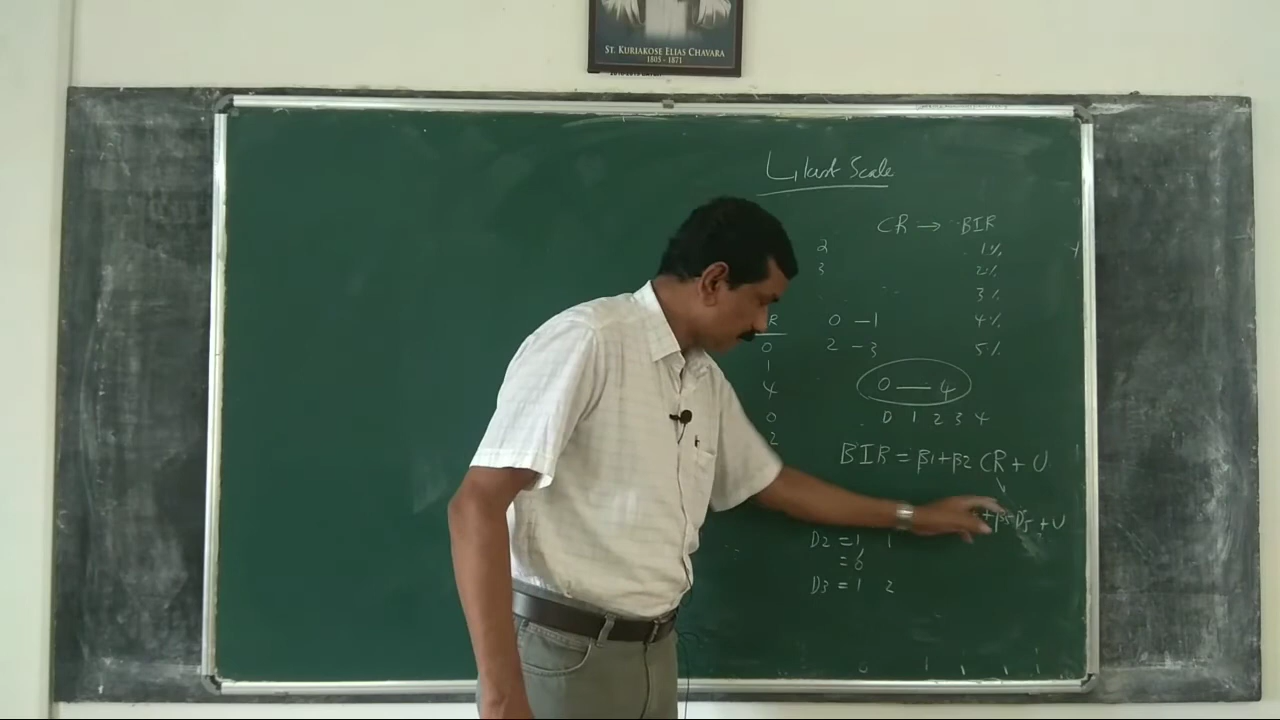 ST. KURIAKOSE ELIAS CHAVARA
1805 - 1871
Likert Scale
CR → BIR
2 1%
3 2%
3%
R 0 — 1 4%
0 2 — 3 5%
1
4 0 — 4
0 0 1 2 3 4
2
BIR = β1 + β2 CR + U
+ β5 D5 + U
D2 = 1, 1
= 0
D3 = 1 2